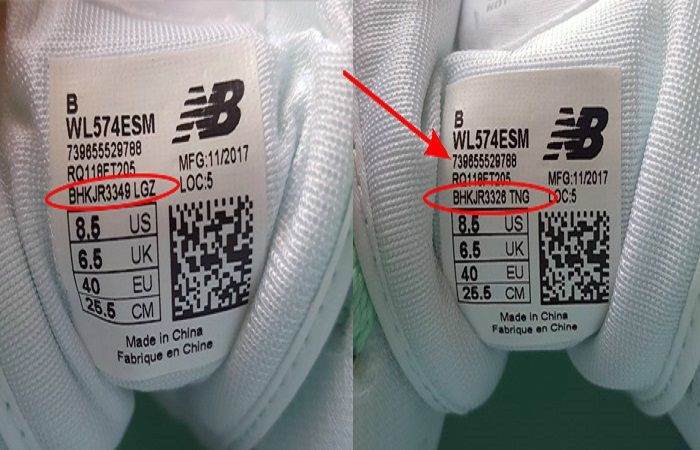 B
WL574ESM
739655529788
RQ118FT205
BHKJR3349 LGZ
NB
MFG:11/2017
LOC:5
8.5 US
6.5 UK
40 EU
25.5 CM
Made in China
Fabrique en Chine
B
WL574ESM
739655529788
RQ118FT205
BHKJR3326 TNG
NB
MFG:11/2017
LOC:5
8.5 US
6.5 UK
40 EU
25.5 CM
Made in China
Fabrique en Chine